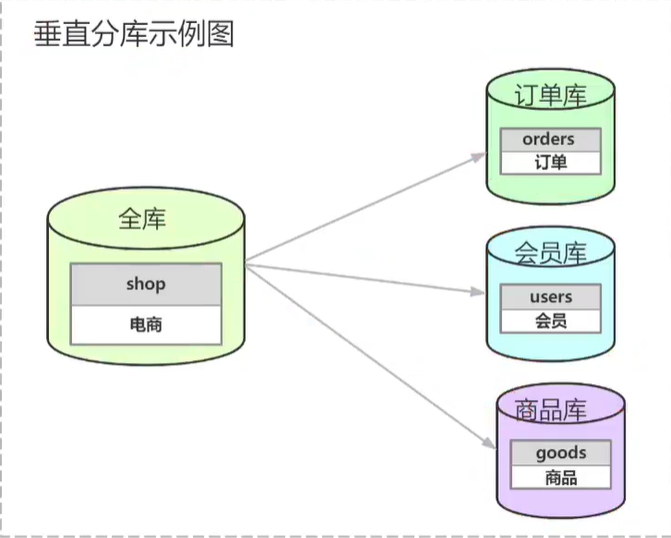 垂直分库示例图
全库
shop
电商
订单库
orders
订单
会员库
users
会员
商品库
goods
商品